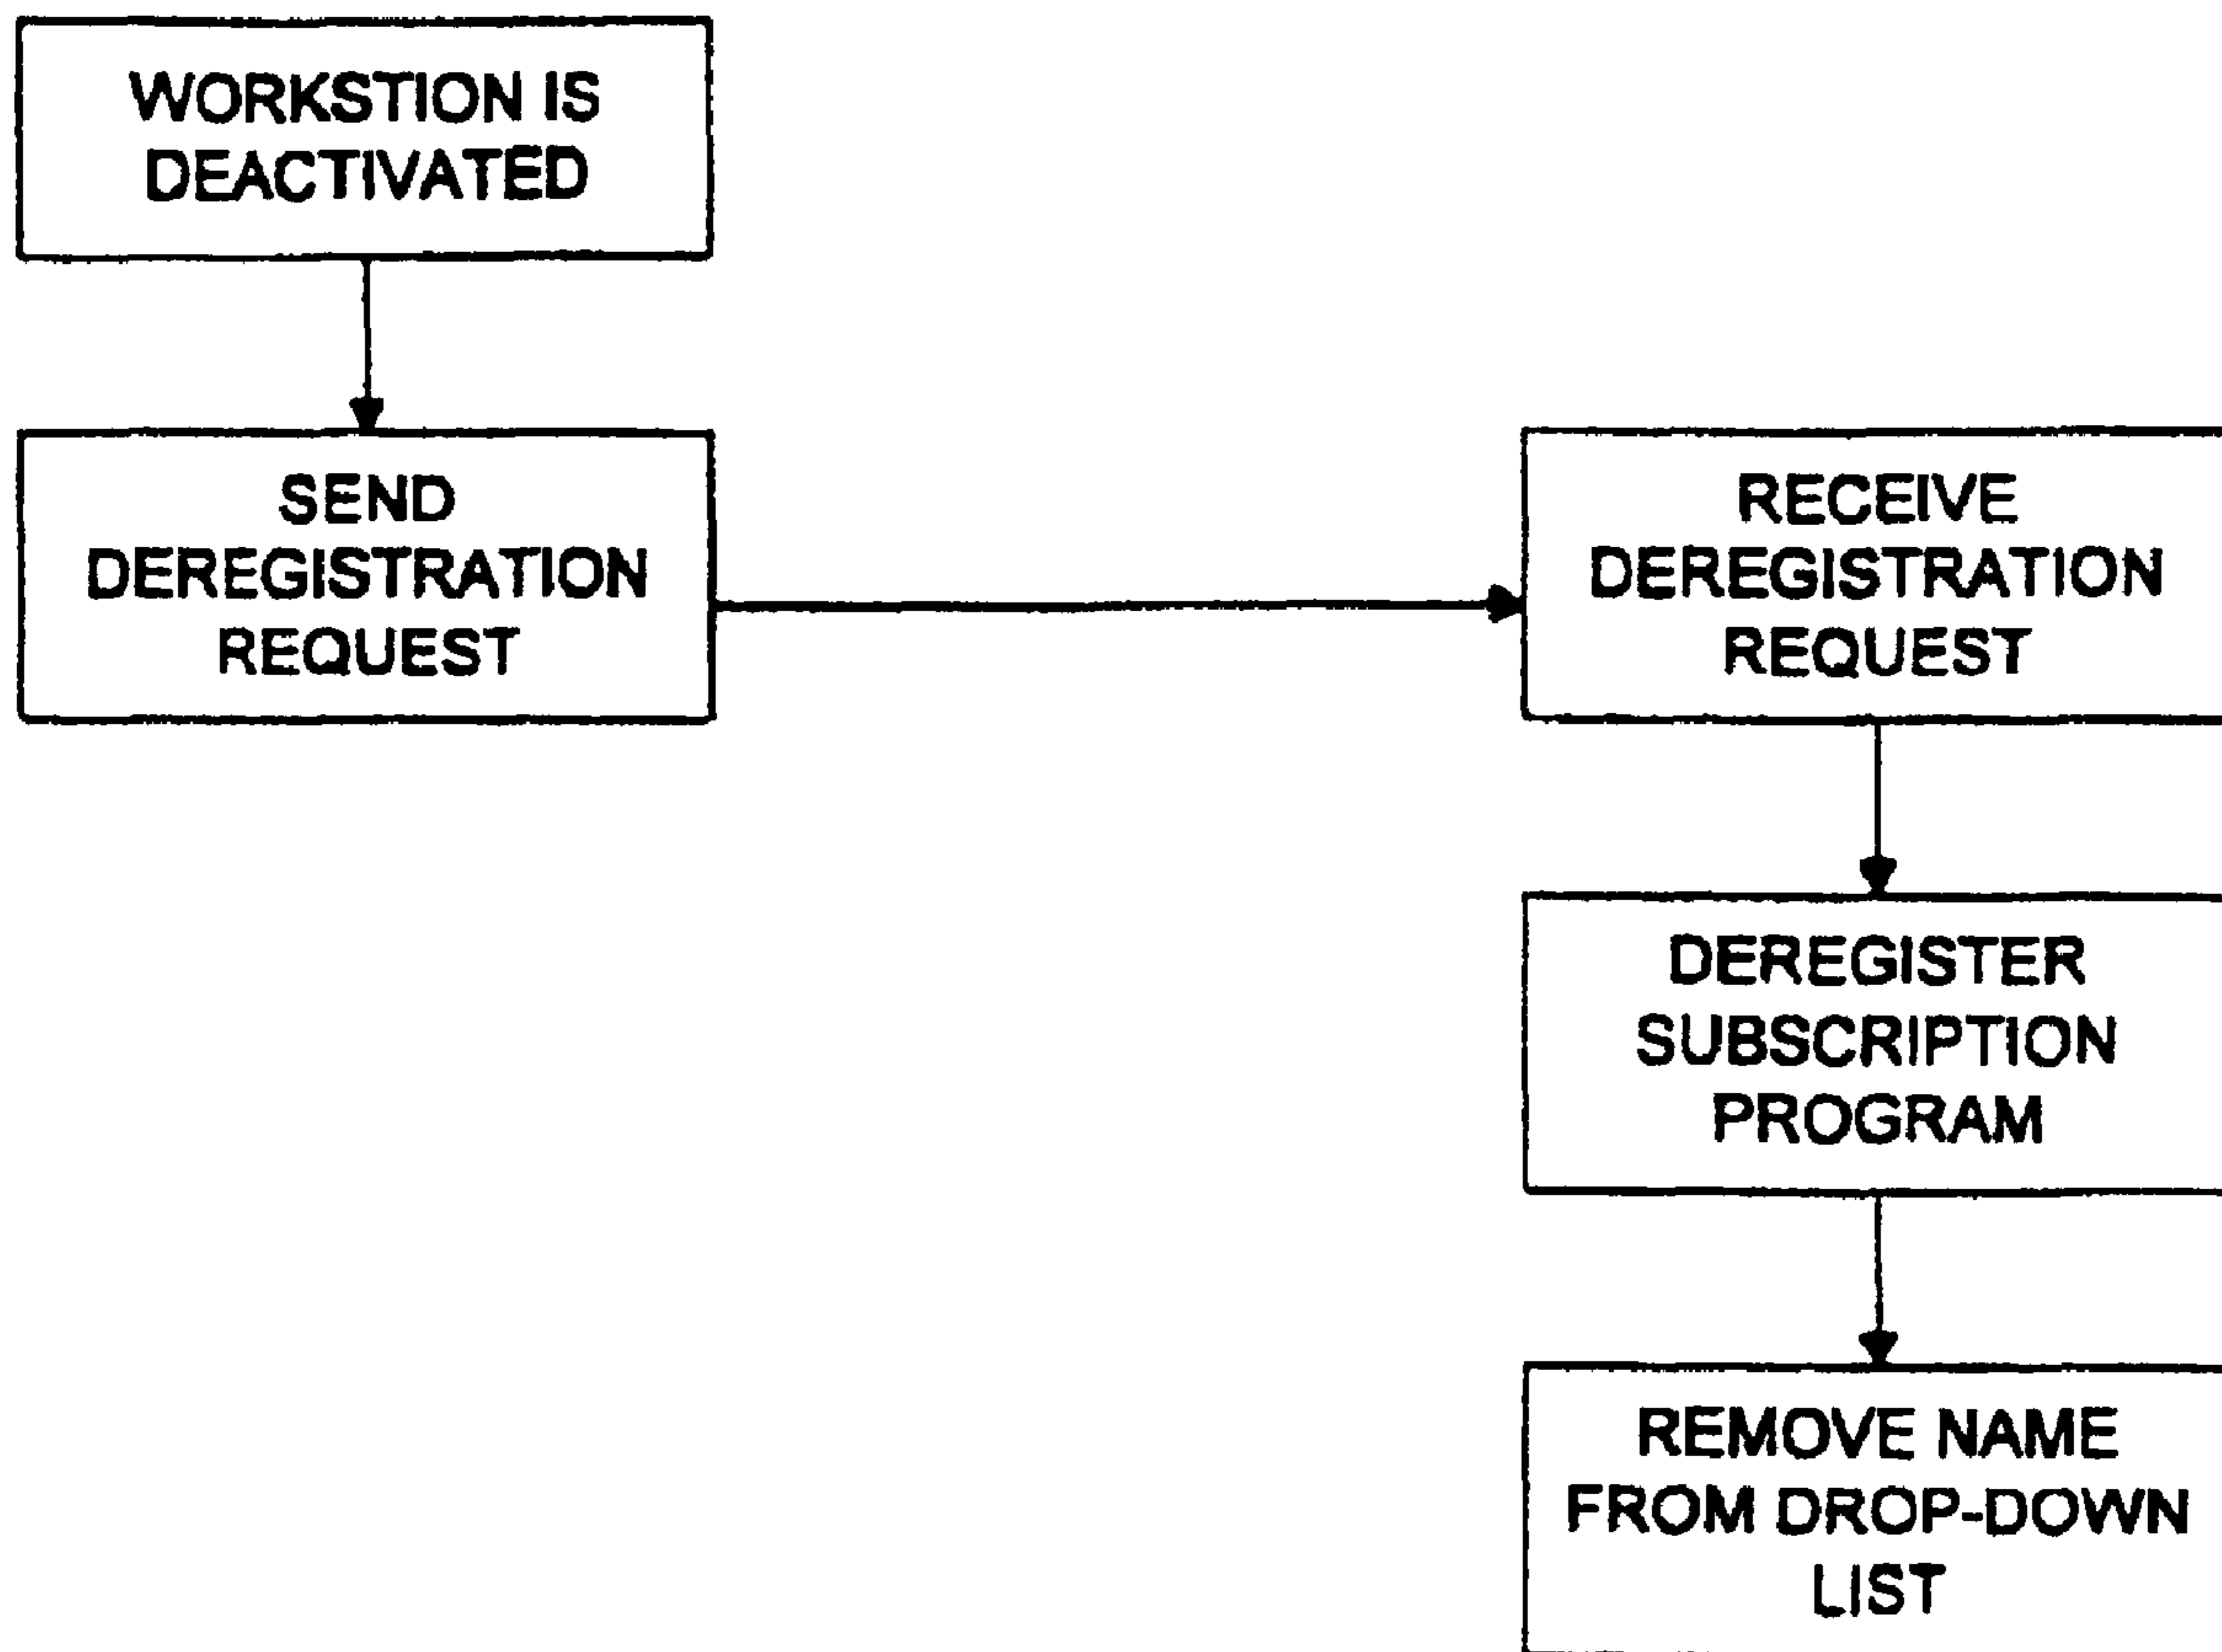 WORKSTION IS
DEACTIVATED
SEND
DEREGISTRATION
REQUEST
RECEIVE
DEREGISTRATION
REQUEST
DEREGISTER
SUBSCRIPTION
PROGRAM
REMOVE NAME
FROM DROP-DOWN
LIST